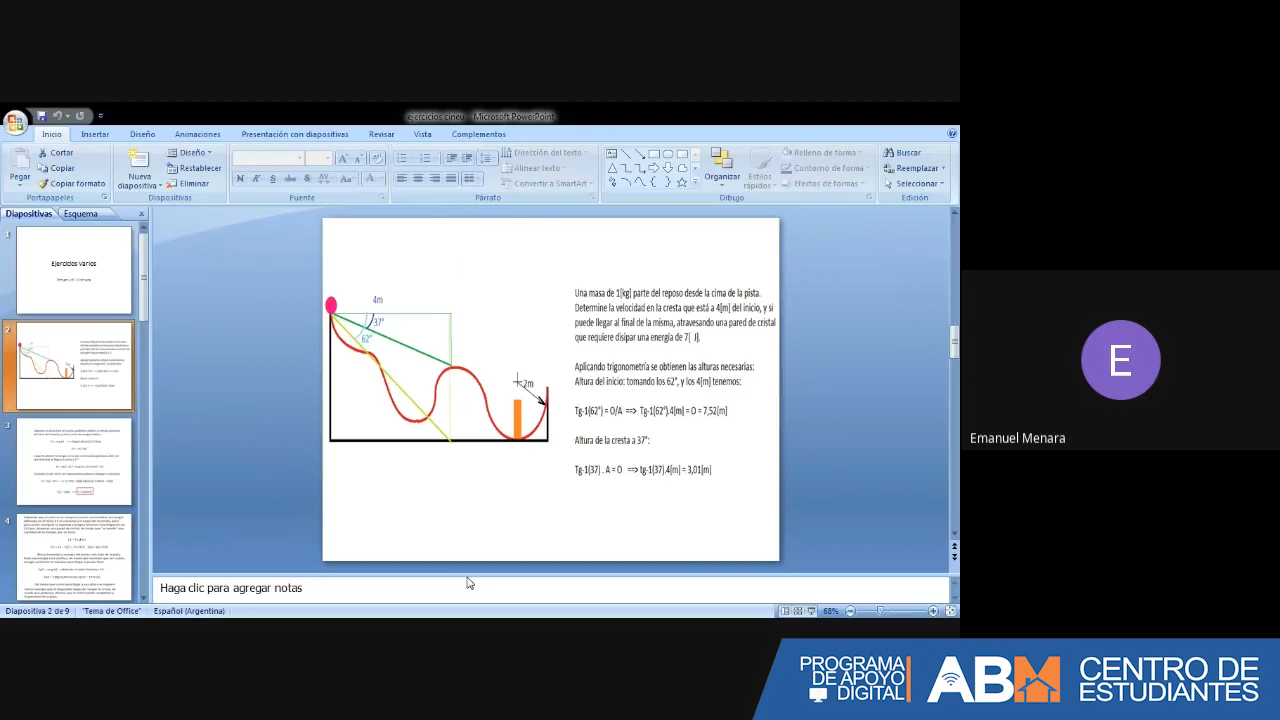 ejercicios cineu - Microsoft PowerPoint
Inicio Insertar Diseño Animaciones Presentación con diapositivas Revisar Vista Complementos
Pegar
Cortar
Copiar
Copiar formato
Portapapeles
Nueva diapositiva
Diseño
Restablecer
Eliminar
Diapositivas
Fuente
Dirección del texto
Alinear texto
Convertir a SmartArt
Párrafo
Organizar
Estilos rápidos
Relleno de forma
Contorno de forma
Efectos de formas
Dibujo
Buscar
Reemplazar
Seleccionar
Edición
Diapositivas Esquema
1
Ejercicios varios
Emanuel Menara
2
3
4
4m
37°
62°
2m
Una masa de 1[kg] parte del reposo desde la cima de la pista.
Determine la velocidad en la cresta que está a 4[m] del inicio, y si
puede llegar al final de la misma, atravesando una pared de cristal
que requiere disipar una energía de 7[ J].
Aplicando trigonometría se obtienen las alturas necesarias:
Altura del inicio, tomando los 62°, y los 4[m] tenemos:
Tg-1(62°) = O/A ==> Tg-1(62°).4[m] = O = 7,52[m]
Altura de la cresta a 37°:
Tg-1(37) . A = O ==> tg-1(37).4[m] = 3,01[m]
Haga clic para agregar notas
Diapositiva 2 de 9 "Tema de Office" Español (Argentina) 68%
E
Emanuel Menara
PROGRAMA
DE APOYO
DIGITAL
ABM
CENTRO DE
ESTUDIANTES